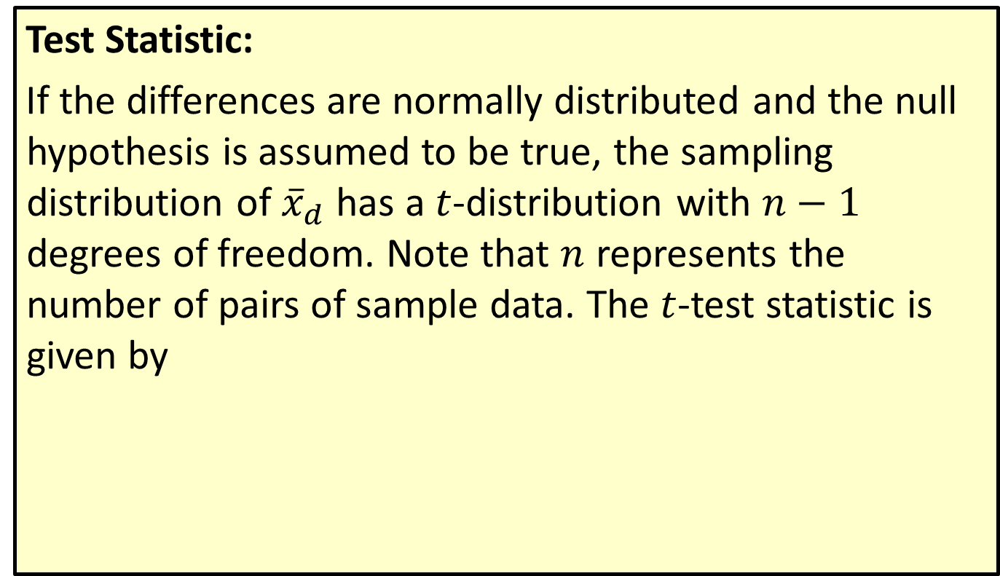 Test Statistic:
If the differences are normally distributed and the null
hypothesis is assumed to be true, the sampling
distribution of x̄_d has a t-distribution with n − 1
degrees of freedom. Note that n represents the
number of pairs of sample data. The t-test statistic is
given by